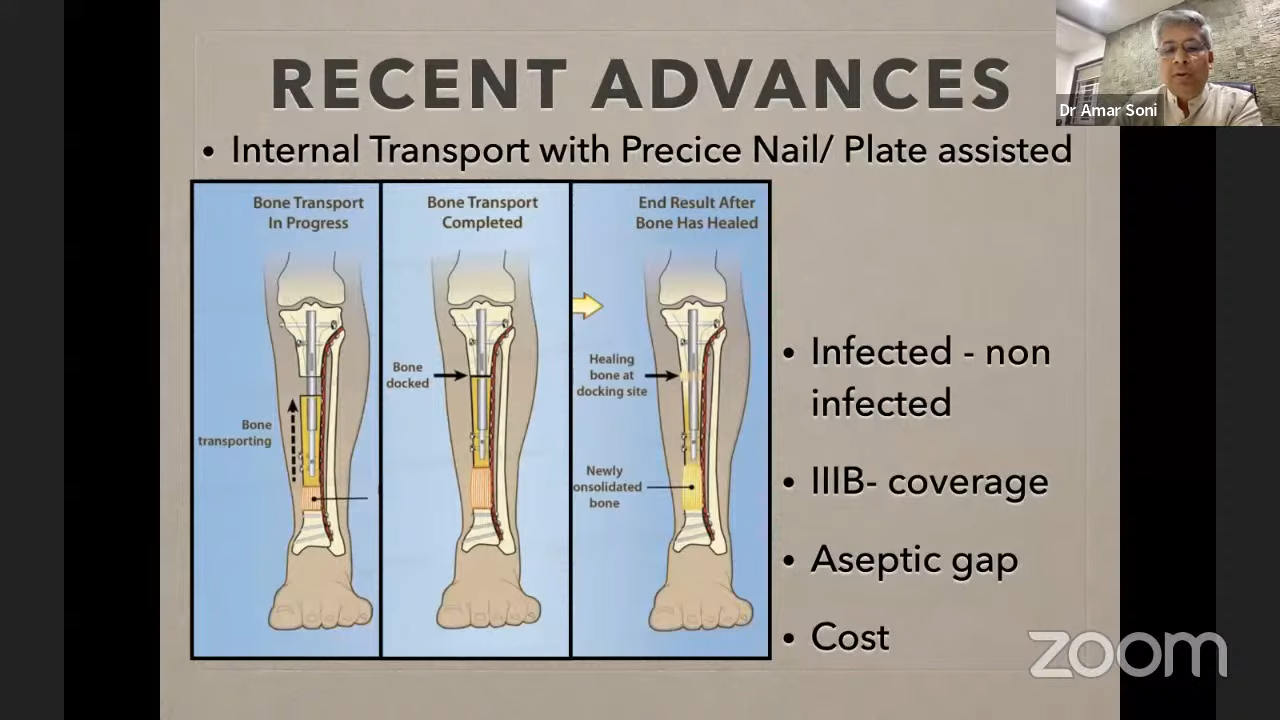 RECENT ADVANCES
Dr Amar Soni
• Internal Transport with Precice Nail/ Plate assisted
Bone Transport
In Progress
Bone
transporting
Bone Transport
Completed
Bone
docked
End Result After
Bone Has Healed
Healing
bone at
docking site
Newly
onsolidated
bone
• Infected - non
infected
• IIIB- coverage
• Aseptic gap
• Cost
zoom